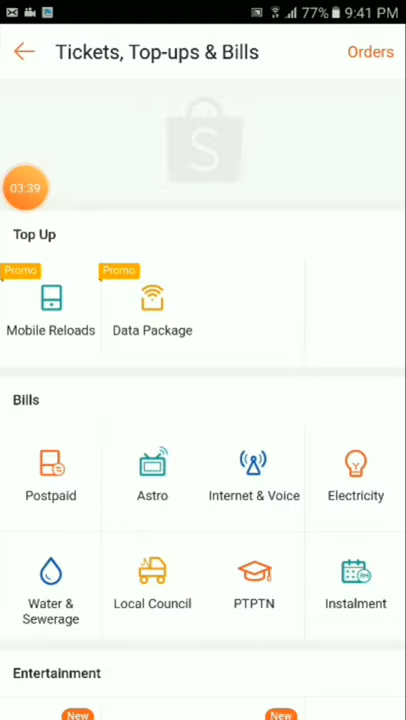 77% 9:41 PM
Tickets, Top-ups & Bills Orders
S
03:39
Top Up
Promo Promo
Mobile Reloads Data Package
Bills
Postpaid Astro Internet & Voice Electricity
RM
Water & Local Council PTPTN Instalment
Sewerage
Entertainment
New New